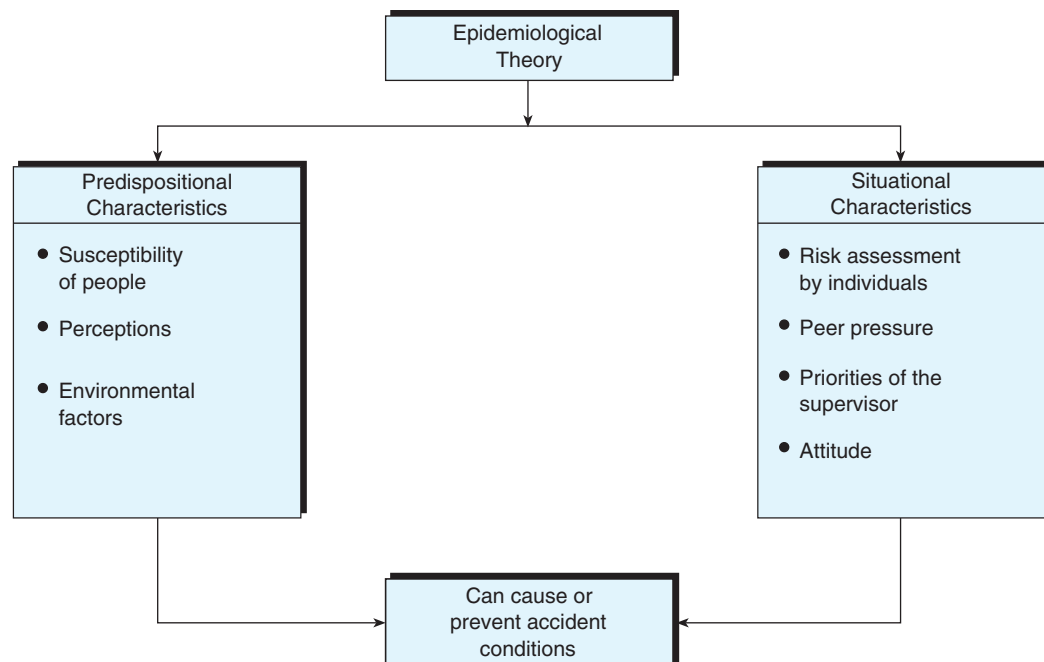 Epidemiological
Theory
Predispositional
Characteristics
● Susceptibility
of people
● Perceptions
● Environmental
factors
Situational
Characteristics
● Risk assessment
by individuals
● Peer pressure
● Priorities of the
supervisor
● Attitude
Can cause or
prevent accident
conditions